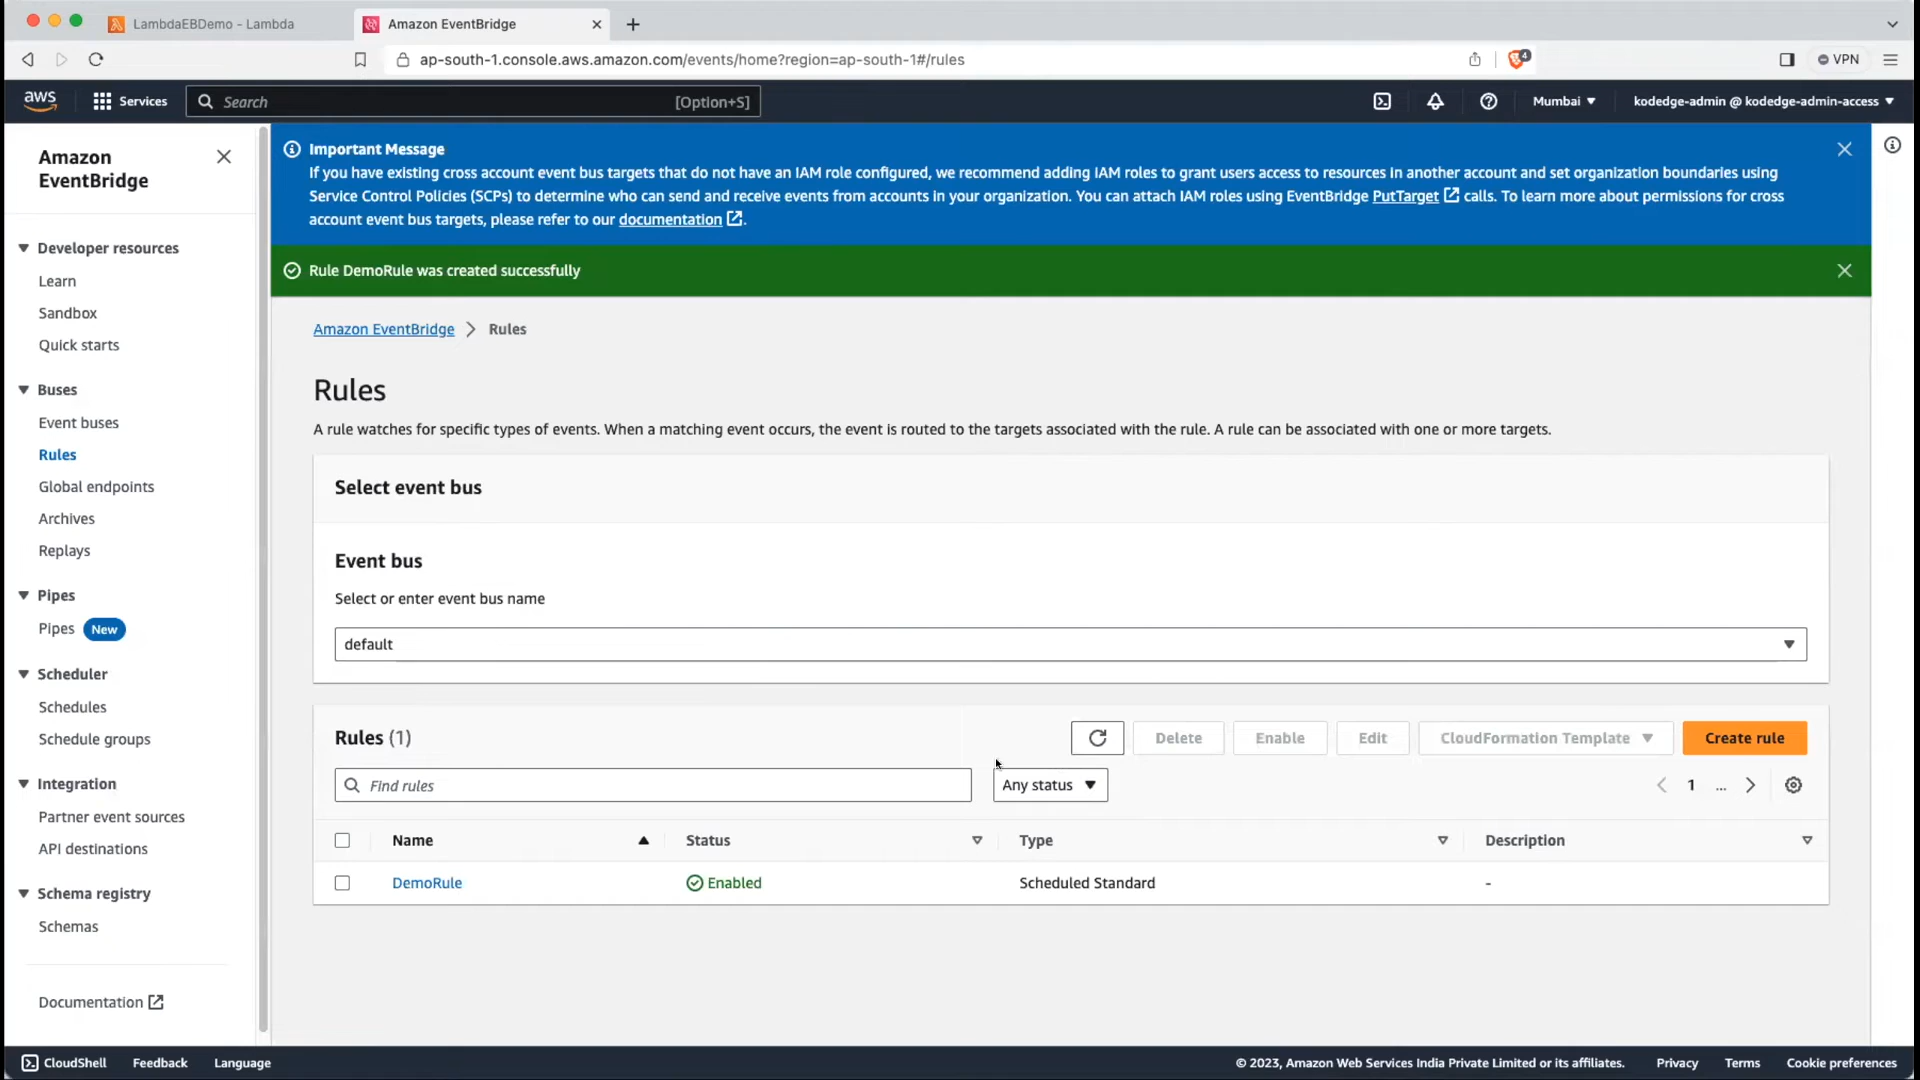 LambdaEBDemo - Lambda
Amazon EventBridge
ap-south-1.console.aws.amazon.com/events/home?region=ap-south-1#/rules
4
VPN
aws
Services
Search
[Option+S]
Mumbai
kodedge-admin @ kodedge-admin-access
Amazon
EventBridge
Developer resources
Learn
Sandbox
Quick starts
Buses
Event buses
Rules
Global endpoints
Archives
Replays
Pipes
Pipes New
Scheduler
Schedules
Schedule groups
Integration
Partner event sources
API destinations
Schema registry
Schemas
Documentation
Important Message
If you have existing cross account event bus targets that do not have an IAM role configured, we recommend adding IAM roles to grant users access to resources in another account and set organization boundaries using
Service Control Policies (SCPs) to determine who can send and receive events from accounts in your organization. You can attach IAM roles using EventBridge PutTarget calls. To learn more about permissions for cross
account event bus targets, please refer to our documentation .
Rule DemoRule was created successfully
Amazon EventBridge > Rules
Rules
A rule watches for specific types of events. When a matching event occurs, the event is routed to the targets associated with the rule. A rule can be associated with one or more targets.
Select event bus
Event bus
Select or enter event bus name
default
Rules (1)
Delete
Enable
Edit
CloudFormation Template
Create rule
Find rules
Any status
1 ...
Name Status Type Description
DemoRule Enabled Scheduled Standard -
CloudShell Feedback Language
© 2023, Amazon Web Services India Private Limited or its affiliates. Privacy Terms Cookie preferences